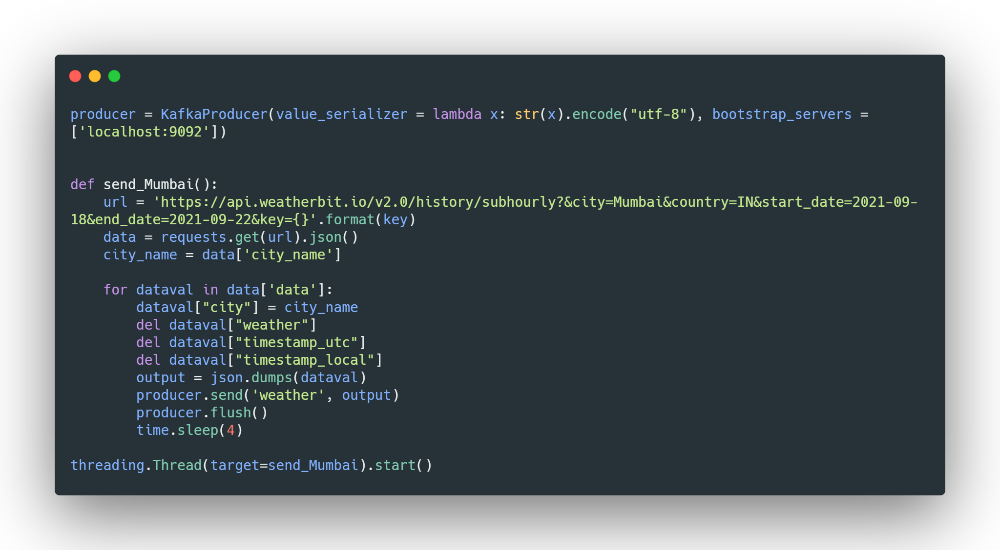 producer = KafkaProducer(value_serializer = lambda x: str(x).encode("utf-8"), bootstrap_servers =
['localhost:9092'])
def send_Mumbai():
    url = 'https://api.weatherbit.io/v2.0/history/subhourly?&city=Mumbai&country=IN&start_date=2021-09-
18&end_date=2021-09-22&key={}'.format(key)
    data = requests.get(url).json()
    city_name = data['city_name']
    for dataval in data['data']:
        dataval["city"] = city_name
        del dataval["weather"]
        del dataval["timestamp_utc"]
        del dataval["timestamp_local"]
        output = json.dumps(dataval)
        producer.send('weather', output)
        producer.flush()
        time.sleep(4)
threading.Thread(target=send_Mumbai).start()